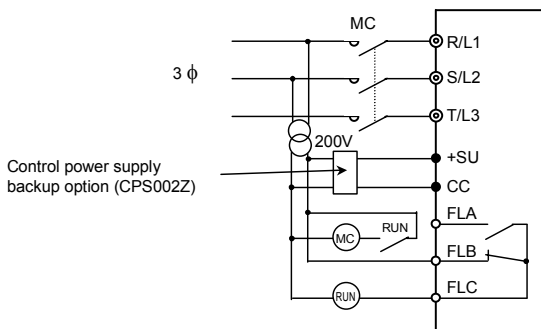 MC
R/L1
3 ϕ
S/L2
T/L3
200V
+SU
Control power supply
backup option (CPS002Z)
CC
FLA
MC
RUN
FLB
RUN
FLC